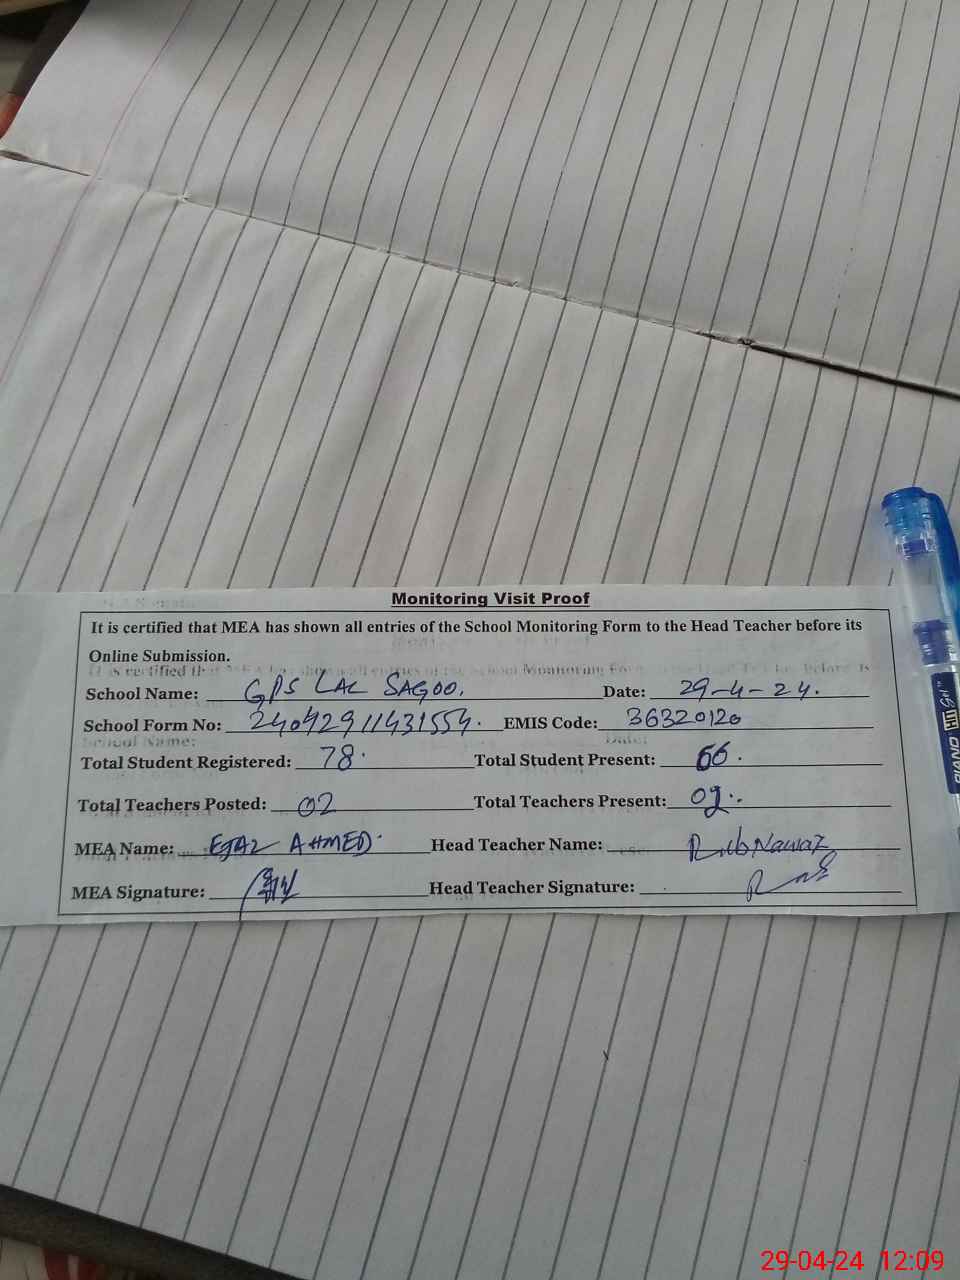 Monitoring Visit Proof
It is certified that MEA has shown all entries of the School Monitoring Form to the Head Teacher before its
Online Submission.
School Name: GPS LAL SAGOO. Date: 29-4-24.
School Form No: 24042911431554. EMIS Code: 36320120
Total Student Registered: 78. Total Student Present: 66.
Total Teachers Posted: 02 Total Teachers Present: 02.
MEA Name: EJAZ AHMED. Head Teacher Name: Rab Nawaz
MEA Signature: Head Teacher Signature:
PIANO Gel
29-04-24 12:09